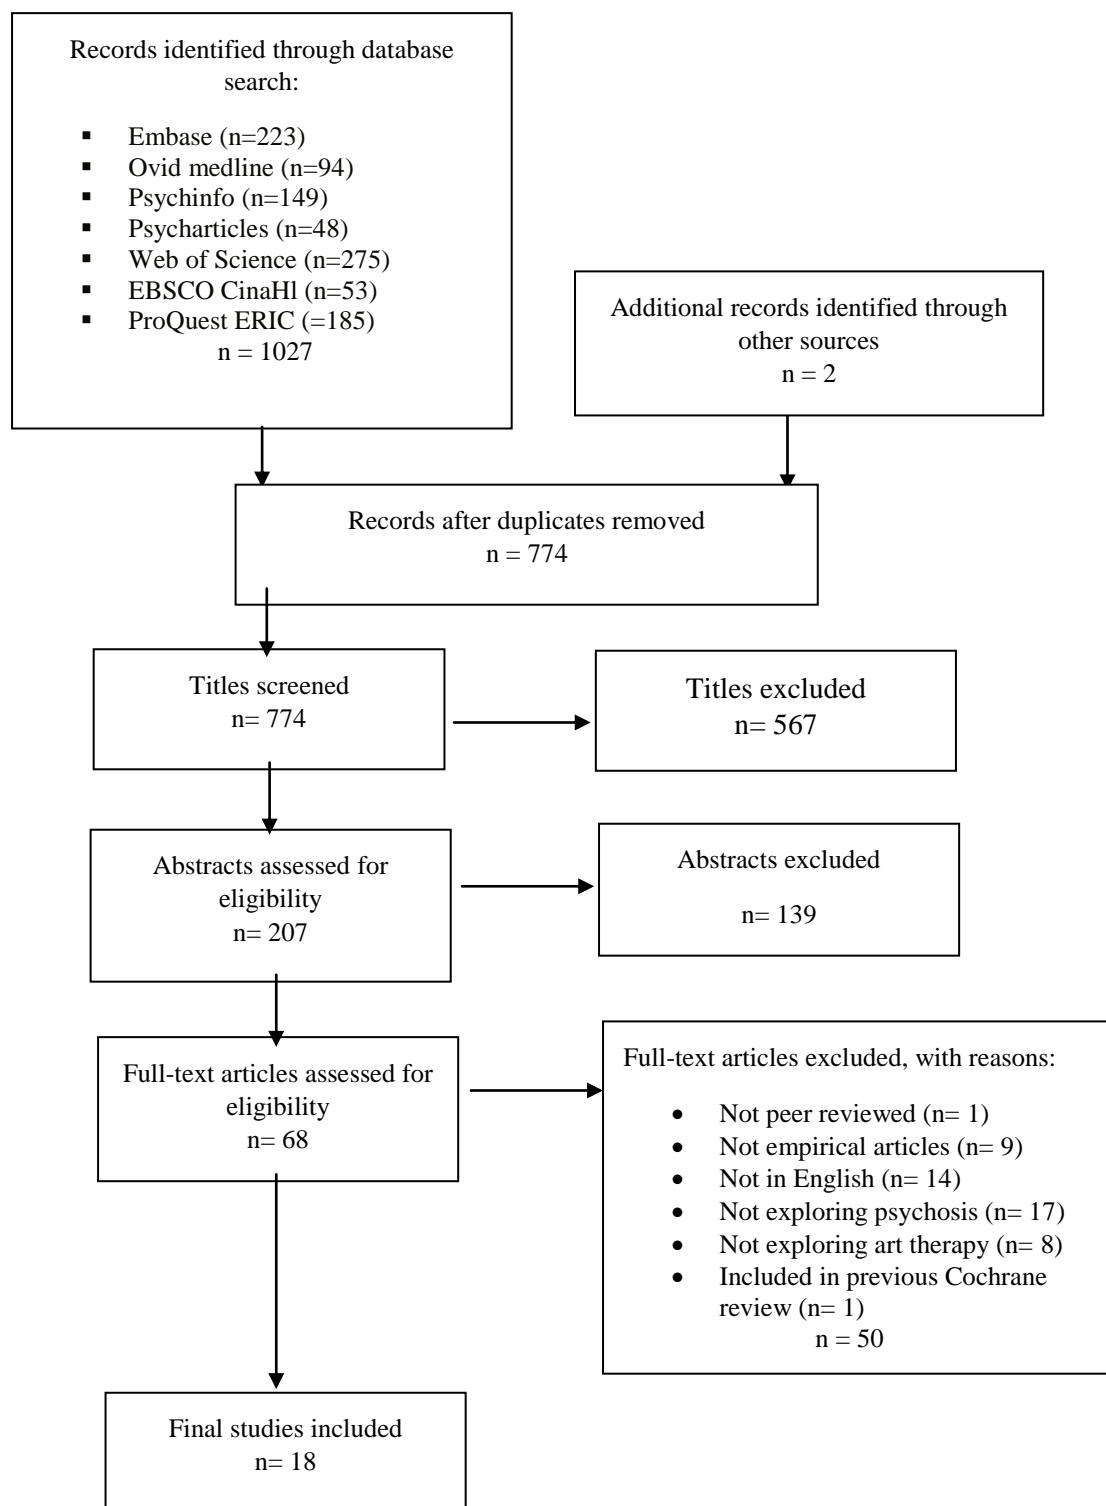 Records identified through database
search:
▪ Embase (n=223)
▪ Ovid medline (n=94)
▪ Psychinfo (n=149)
▪ Psycharticles (n=48)
▪ Web of Science (n=275)
▪ EBSCO CinaHl (n=53)
▪ ProQuest ERIC (=185)
n = 1027
Additional records identified through
other sources
n = 2
Records after duplicates removed
n = 774
Titles screened
n= 774
Titles excluded
n= 567
Abstracts assessed for
eligibility
n= 207
Abstracts excluded
n= 139
Full-text articles assessed for
eligibility
n= 68
Full-text articles excluded, with reasons:
• Not peer reviewed (n= 1)
• Not empirical articles (n= 9)
• Not in English (n= 14)
• Not exploring psychosis (n= 17)
• Not exploring art therapy (n= 8)
• Included in previous Cochrane
review (n= 1)
n = 50
Final studies included
n= 18